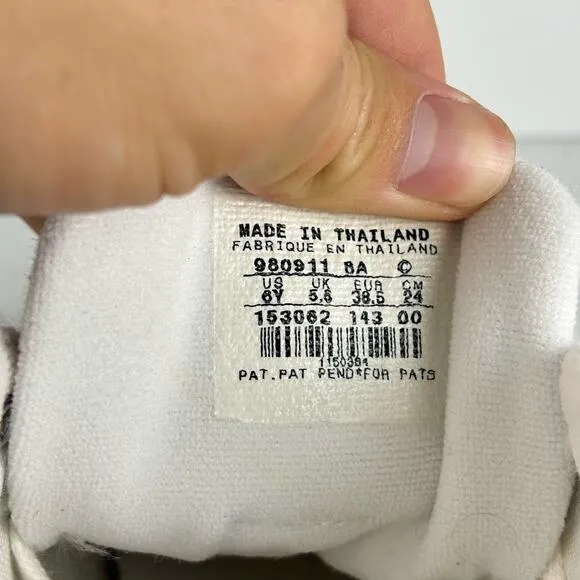 MADE IN THAILAND
FABRIQUE EN THAILAND
980911 8A ©
US UK EUR CM
6Y 5.5 38.5 24
153062 143 00
1150384
PAT.PAT PEND*FOR PATS